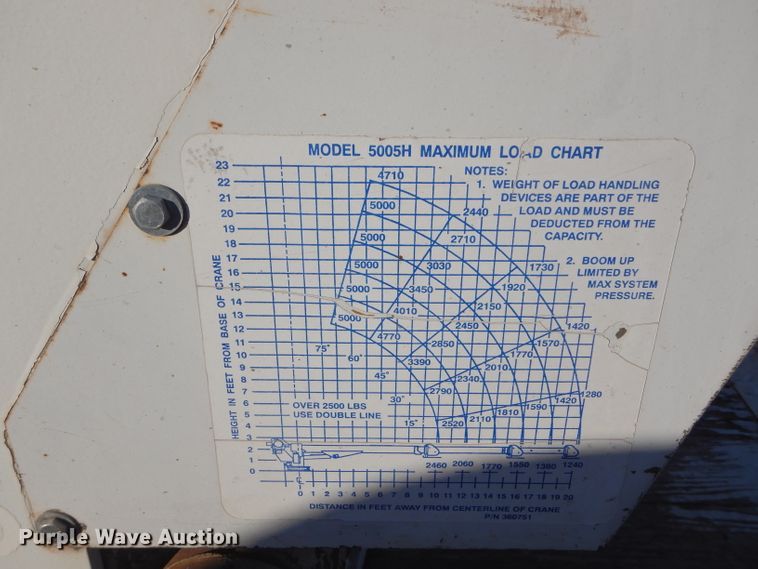 MODEL 5005H MAXIMUM LOAD CHART
NOTES:
1. WEIGHT OF LOAD HANDLING
DEVICES ARE PART OF THE
LOAD AND MUST BE
DEDUCTED FROM THE
CAPACITY.
2. BOOM UP
LIMITED BY
MAX SYSTEM
PRESSURE.
HEIGHT IN FEET FROM BASE OF CRANE
23
22
21
20
19
18
17
16
15
14
13
12
11
10
9
8
7
6
5
4
3
2
1
0
4710
5000 2440
5000 2710
5000 3030 1730
5000 3450 1920
5000 4010 2150 1420
4770 2850 2450 1570
75° 60° 3390 1770
45° 2340 2010
2790 1280
30° 1420
OVER 2500 LBS
USE DOUBLE LINE
15° 2520 2110 1810 1590
2460 2060 1770 1550 1380 1240
0 1 2 3 4 5 6 7 8 9 10 11 12 13 14 15 16 17 18 19 20
DISTANCE IN FEET AWAY FROM CENTERLINE OF CRANE
P/N 360751
Purple Wave Auction